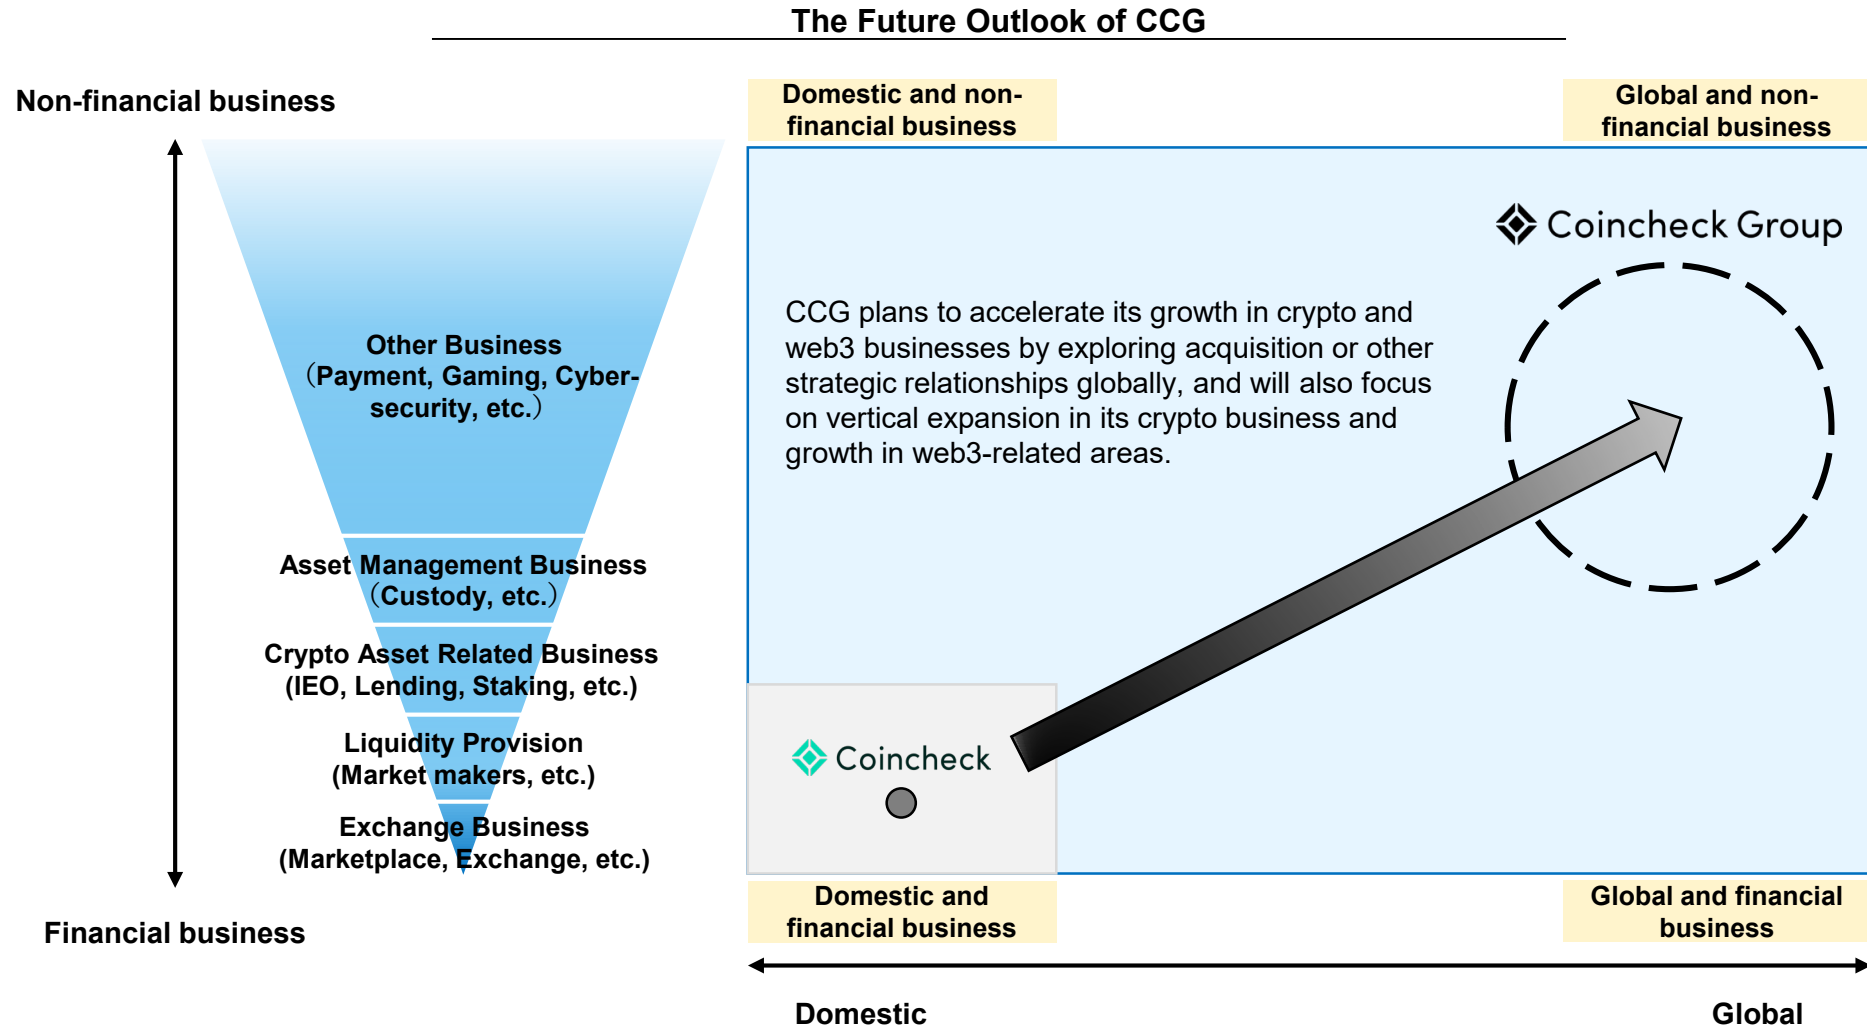 The Future Outlook of CCG
Non-financial business
Other Business
（Payment, Gaming, Cyber-
security, etc.）
Asset Management Business
（Custody, etc.）
Crypto Asset Related Business
(IEO, Lending, Staking, etc.)
Liquidity Provision
(Market makers, etc.)
Exchange Business
(Marketplace, Exchange, etc.)
Financial business
Domestic and non-
financial business
Global and non-
financial business
Coincheck Group
CCG plans to accelerate its growth in crypto and
web3 businesses by exploring acquisition or other
strategic relationships globally, and will also focus
on vertical expansion in its crypto business and
growth in web3-related areas.
Coincheck
Domestic and
financial business
Global and financial
business
Domestic
Global